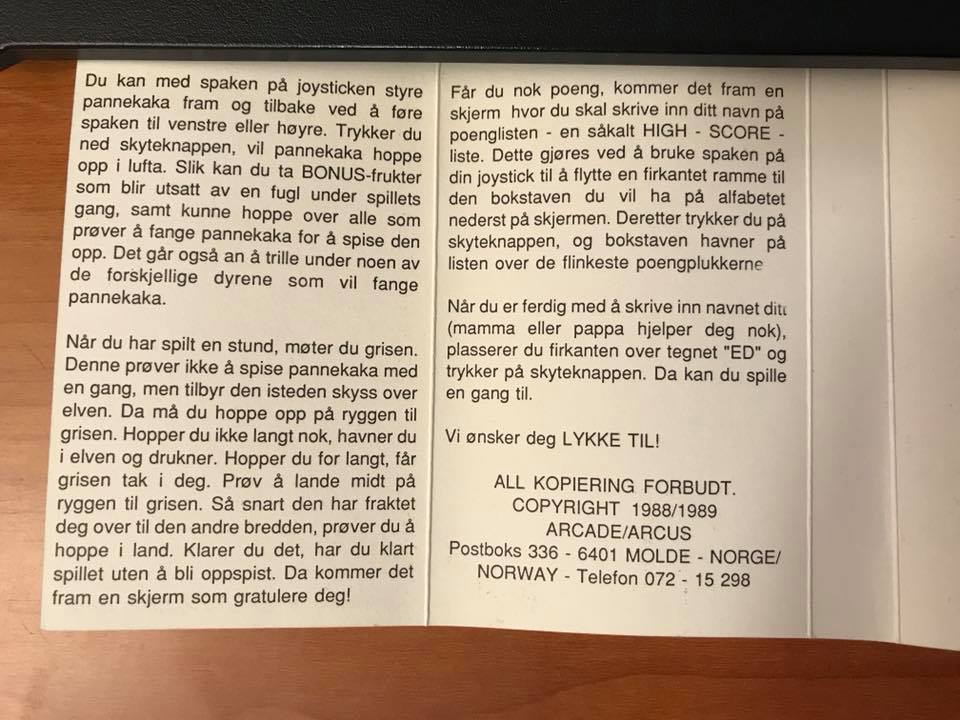 Du kan med spaken på joysticken styre
pannekaka fram og tilbake ved å føre
spaken til venstre eller høyre. Trykker du
ned skyteknappen, vil pannekaka hoppe
opp i lufta. Slik kan du ta BONUS-frukter
som blir utsatt av en fugl under spillets
gang, samt kunne hoppe over alle som
prøver å fange pannekaka for å spise den
opp. Det går også an å trille under noen av
de forskjellige dyrene som vil fange
pannekaka.
Når du har spilt en stund, møter du grisen.
Denne prøver ikke å spise pannekaka med
en gang, men tilbyr den isteden skyss over
elven. Da må du hoppe opp på ryggen til
grisen. Hopper du ikke langt nok, havner du
i elven og drukner. Hopper du for langt, får
grisen tak i deg. Prøv å lande midt på
ryggen til grisen. Så snart den har fraktet
deg over til den andre bredden, prøver du å
hoppe i land. Klarer du det, har du klart
spillet uten å bli oppspist. Da kommer det
fram en skjerm som gratulere deg!
Får du nok poeng, kommer det fram en
skjerm hvor du skal skrive inn ditt navn på
poenglisten - en såkalt HIGH - SCORE -
liste. Dette gjøres ved å bruke spaken på
din joystick til å flytte en firkantet ramme til
den bokstaven du vil ha på alfabetet
nederst på skjermen. Deretter trykker du på
skyteknappen, og bokstaven havner på
listen over de flinkeste poengplukkerne
Når du er ferdig med å skrive inn navnet ditt
(mamma eller pappa hjelper deg nok),
plasserer du firkanten over tegnet "ED" og
trykker på skyteknappen. Da kan du spille
en gang til.
Vi ønsker deg LYKKE TIL!
ALL KOPIERING FORBUDT.
COPYRIGHT 1988/1989
ARCADE/ARCUS
Postboks 336 - 6401 MOLDE - NORGE/
NORWAY - Telefon 072 - 15 298